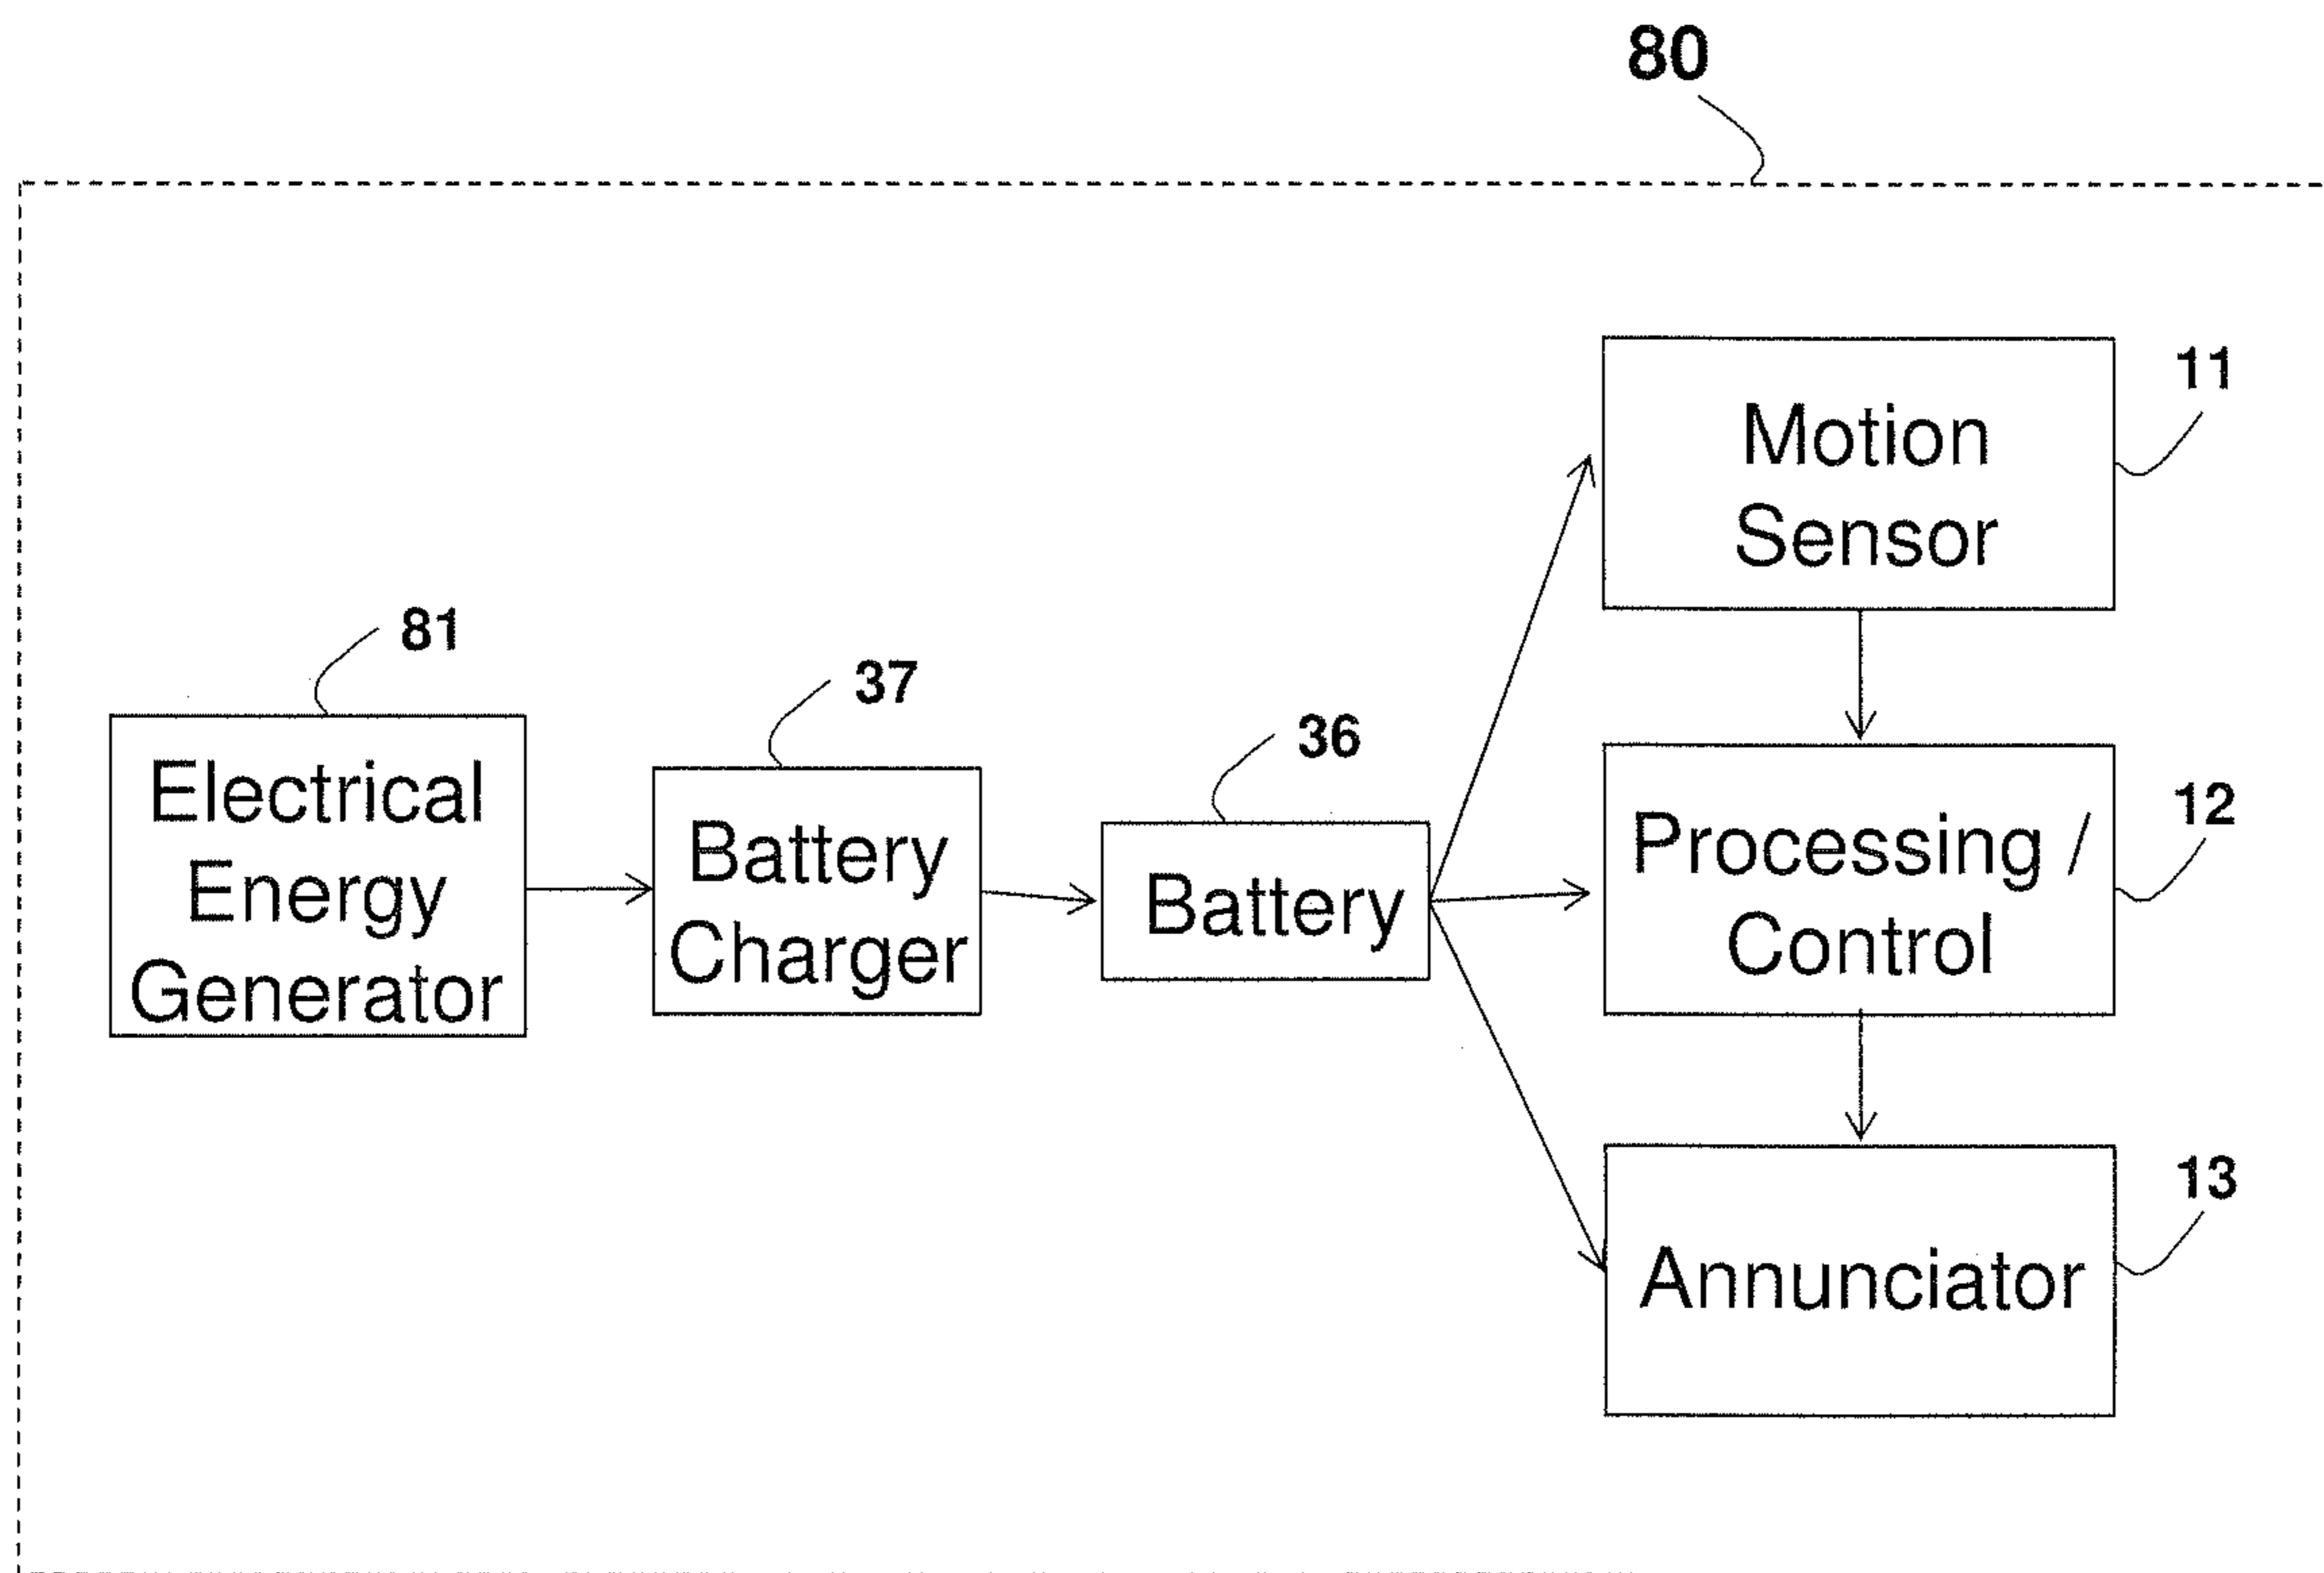 80
11
Motion
Sensor
81
37
36
Electrical
Energy
Generator
Battery
Charger
Battery
12
Processing /
Control
13
Annunciator